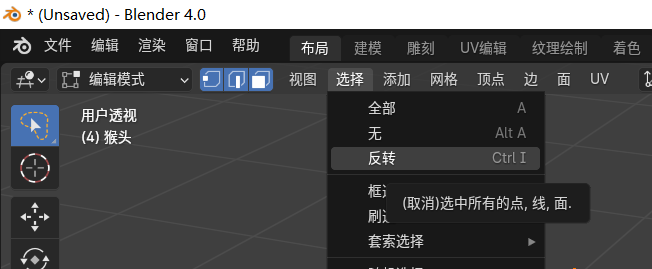 * (Unsaved) - Blender 4.0
文件 编辑 渲染 窗口 帮助 布局 建模 雕刻 UV编辑 纹理绘制 着色
编辑模式 视图 选择 添加 网格 顶点 边 面 UV
用户透视
(4) 猴头
全部 A
无 Alt A
反转 Ctrl I
框
(取消)选中所有的点, 线, 面.
刷
套索选择